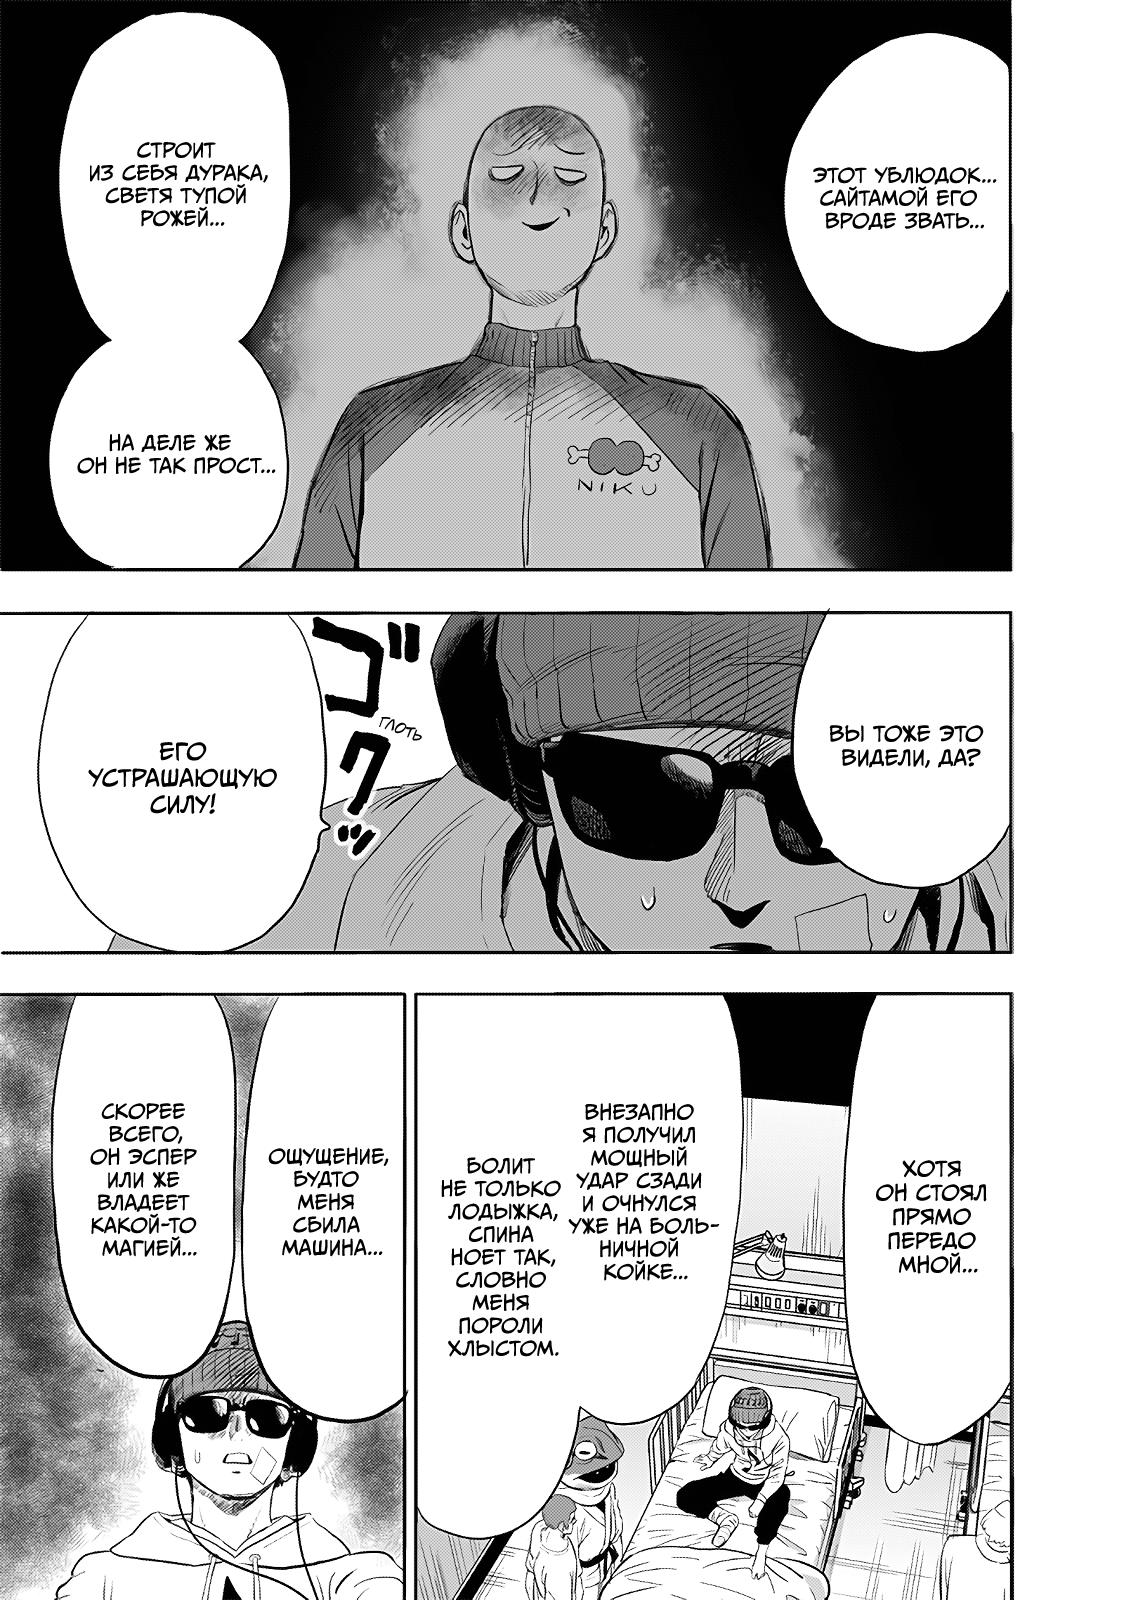 ЭТОТ УБЛЮДОК...
САЙТАМОЙ ЕГО
ВРОДЕ ЗВАТЬ...
СТРОИТ
ИЗ СЕБЯ ДУРАКА,
СВЕТЯ ТУПОЙ
РОЖЕЙ...
НА ДЕЛЕ ЖЕ
ОН НЕ ТАК ПРОСТ...
NIKU
ВЫ ТОЖЕ ЭТО
ВИДЕЛИ, ДА?
ゴクッ
ГЛОТЬ
ЕГО
УСТРАШАЮЩУЮ
СИЛУ!
ХОТЯ
ОН СТОЯЛ
ПРЯМО
ПЕРЕДО
МНОЙ...
ВНЕЗАПНО
Я ПОЛУЧИЛ
МОЩНЫЙ
УДАР СЗАДИ
И ОЧНУЛСЯ
УЖЕ НА БОЛЬ-
НИЧНОЙ
КОЙКЕ...
БОЛИТ
НЕ ТОЛЬКО
ЛОДЫЖКА,
СПИНА
НОЕТ ТАК,
СЛОВНО
МЕНЯ
ПОРОЛИ
ХЛЫСТОМ.
ОЩУЩЕНИЕ,
БУДТО
МЕНЯ
СБИЛА
МАШИНА...
СКОРЕЕ
ВСЕГО,
ОН ЭСПЕР
ИЛИ ЖЕ
ВЛАДЕЕТ
КАКОЙ-ТО
МАГИЕЙ...